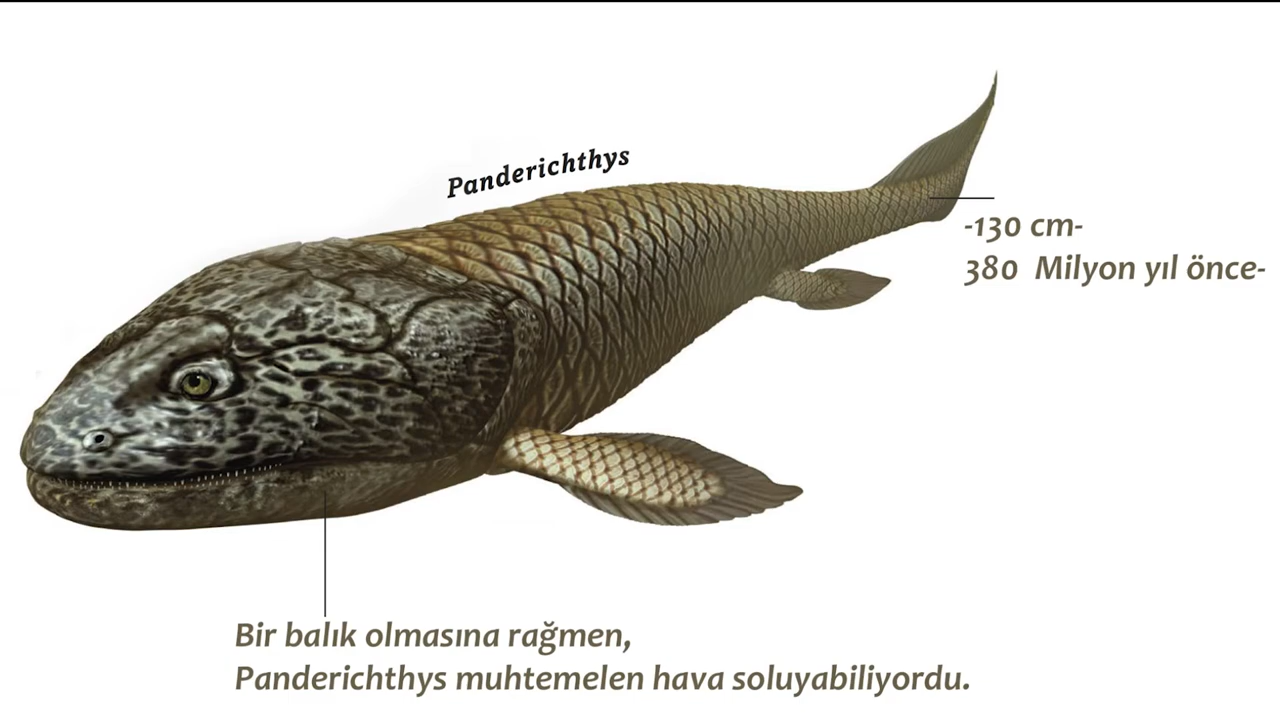 Panderichthys
-130 cm-
380 Milyon yıl önce-
Bir balık olmasına rağmen,
Panderichthys muhtemelen hava soluyabiliyordu.